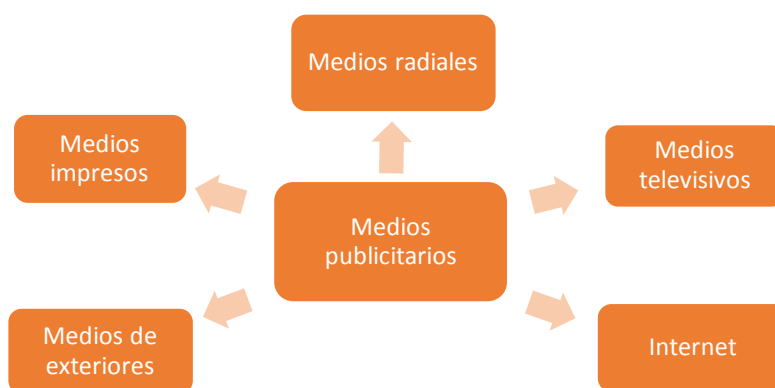 Medios radiales
Medios
impresos
Medios
televisivos
Medios
publicitarios
Medios de
exteriores
Internet